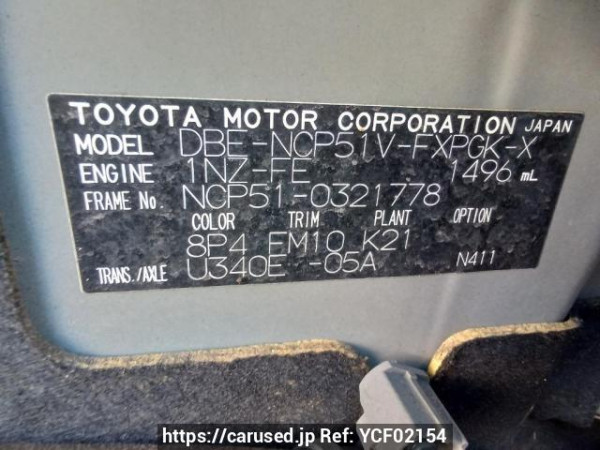 TOYOTA MOTOR CORPORATION JAPAN
MODEL DBE-NCP51V-FXPGK-X
ENGINE 1NZ-FE 1496 mL
FRAME No. NCP51-0321778
COLOR TRIM PLANT OPTION
8P4 FM10 K21
TRANS./AXLE U340E -05A N411
https://carused.jp Ref: YCF02154